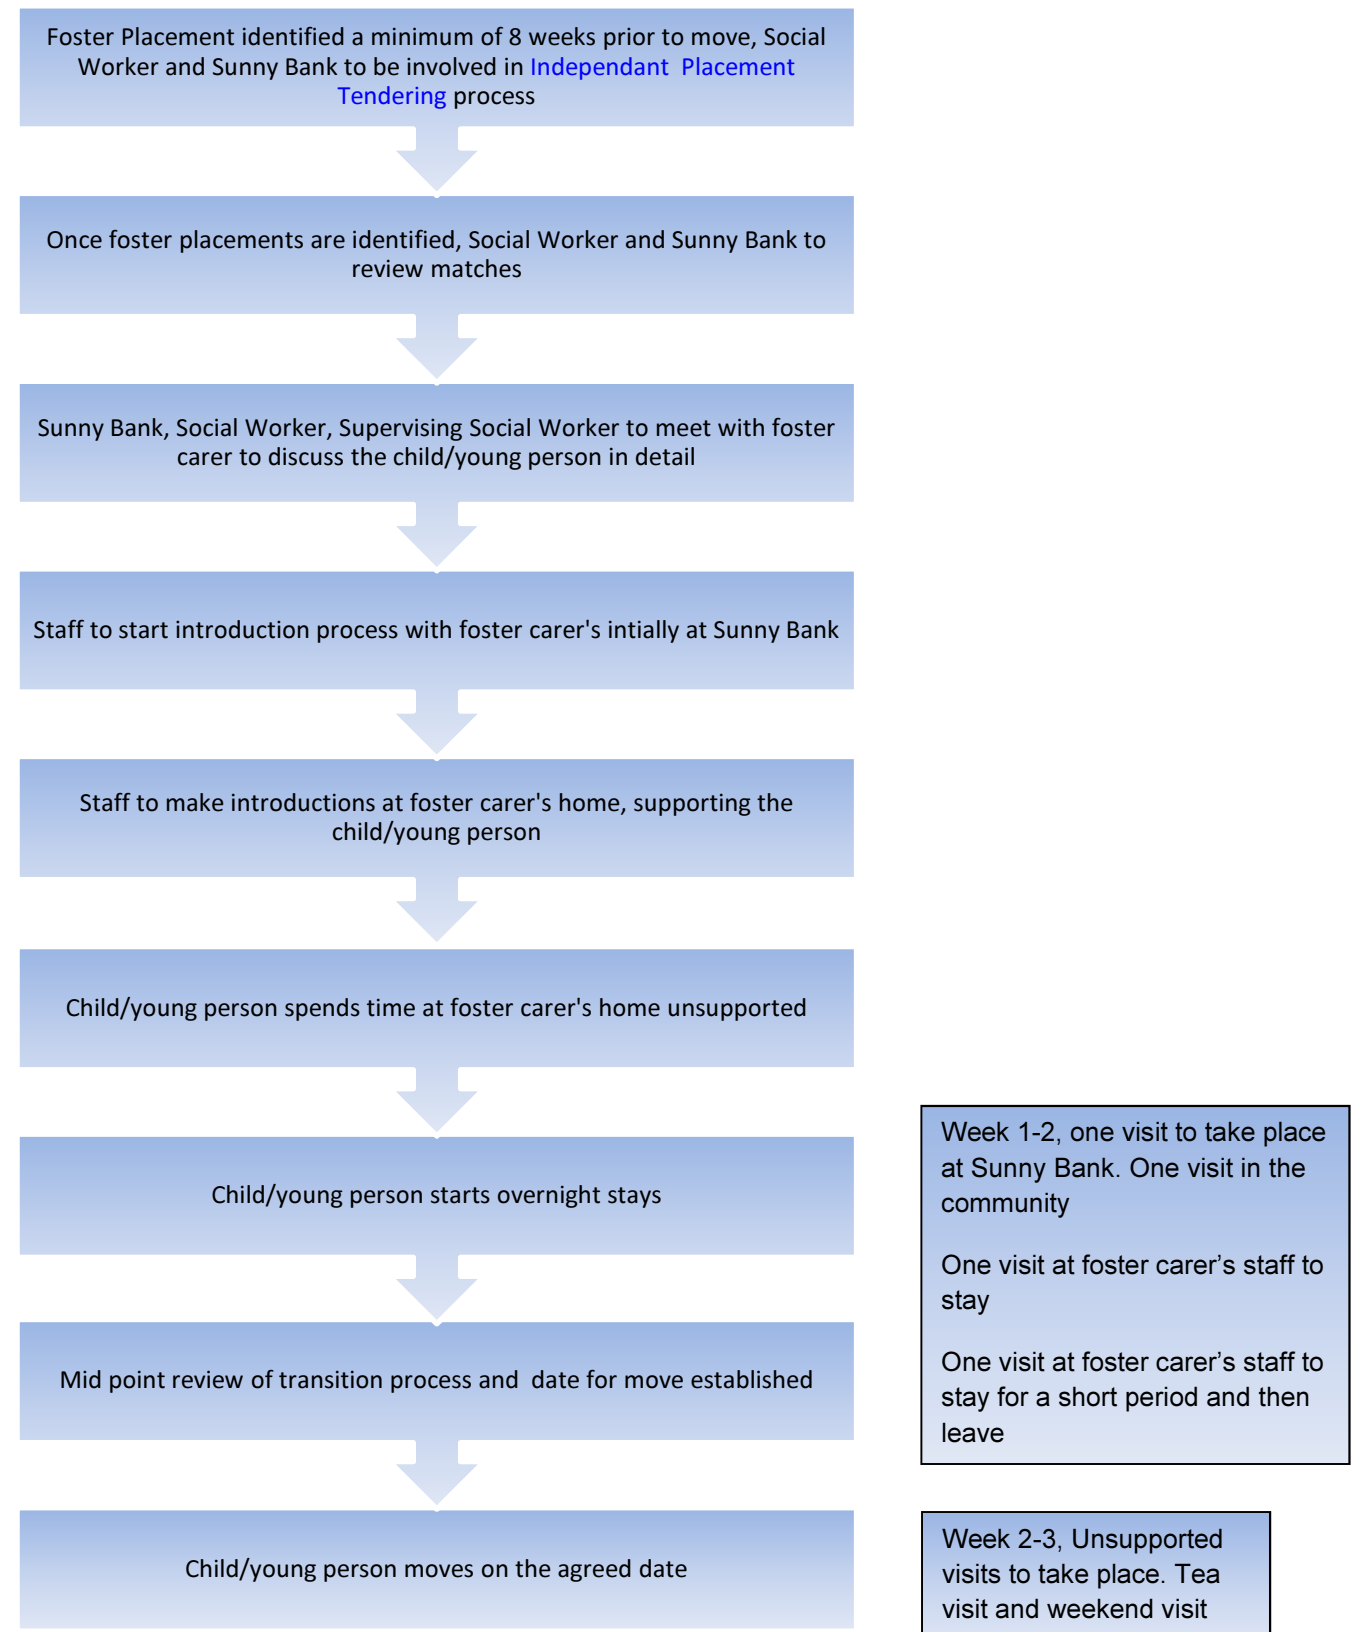 Foster Placement identified a minimum of 8 weeks prior to move, Social
Worker and Sunny Bank to be involved in Independant  Placement
Tendering process
Once foster placements are identified, Social Worker and Sunny Bank to
review matches
Sunny Bank, Social Worker, Supervising Social Worker to meet with foster
carer to discuss the child/young person in detail
Staff to start introduction process with foster carer's intially at Sunny Bank
Staff to make introductions at foster carer's home, supporting the
child/young person
Child/young person spends time at foster carer's home unsupported
Child/young person starts overnight stays
Mid point review of transition process and  date for move established
Child/young person moves on the agreed date
Week 1-2, one visit to take place
at Sunny Bank. One visit in the
community
One visit at foster carer’s staff to
stay
One visit at foster carer’s staff to
stay for a short period and then
leave
Week 2-3, Unsupported
visits to take place. Tea
visit and weekend visit